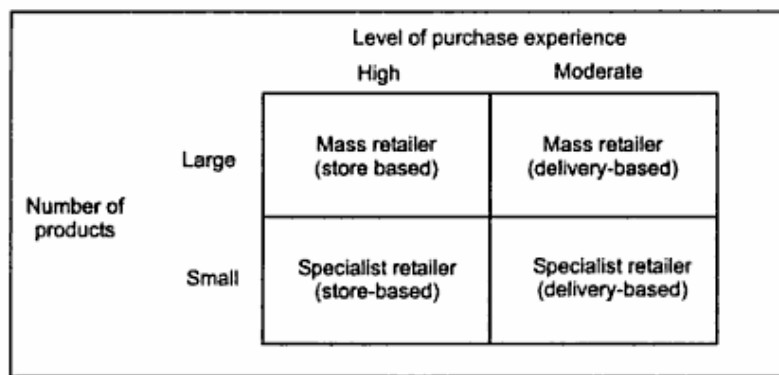 Level of purchase experience
High Moderate
Mass retailer Mass retailer
Large (store based) (delivery-based)
Number of
products
Specialist retailer Specialist retailer
Small (store-based) (delivery-based)